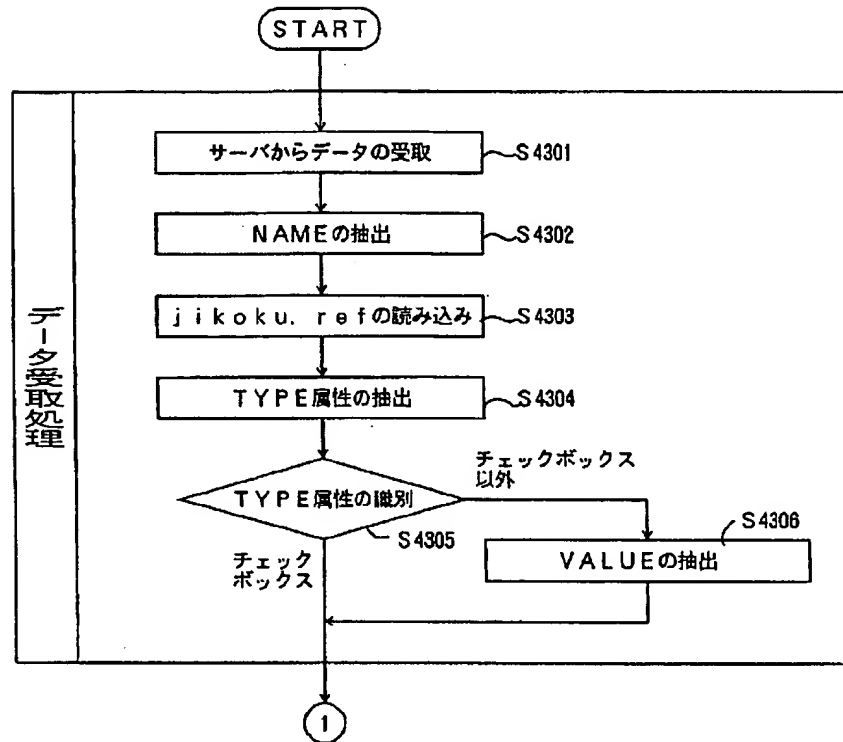 START
データ受取処理
サーバからデータの受取
S4301
NAMEの抽出
S4302
jikoku.refの読み込み
S4303
TYPE属性の抽出
S4304
TYPE属性の識別
S4305
チェックボックス
以外
チェック
ボックス
S4306
VALUEの抽出
1